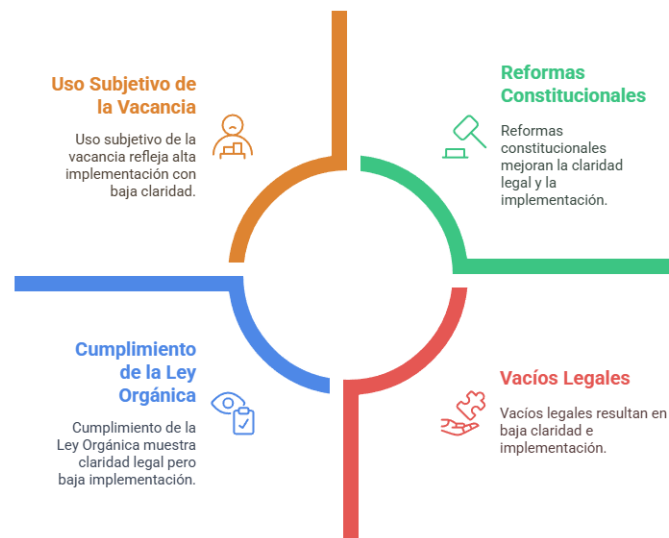 Uso Subjetivo de
la Vacancia
Uso subjetivo de la
vacancia refleja alta
implementación con
baja claridad.
Reformas
Constitucionales
Reformas
constitucionales
mejoran la claridad
legal y la
implementación.
Cumplimiento
de la Ley
Orgánica
Cumplimiento de la
Ley Orgánica muestra
claridad legal pero
baja implementación.
Vacíos Legales
Vacíos legales resultan en
baja claridad e
implementación.